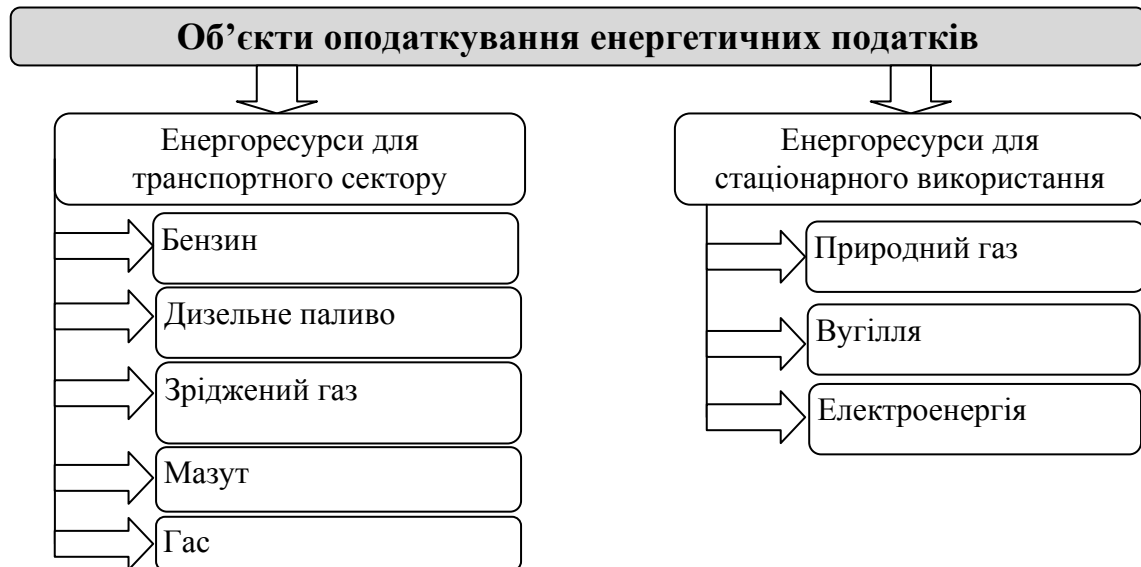 Об’єкти оподаткування енергетичних податків
Енергоресурси для
транспортного сектору
Бензин
Дизельне паливо
Зріджений газ
Мазут
Гас
Енергоресурси для
стаціонарного використання
Природний газ
Вугілля
Електроенергія